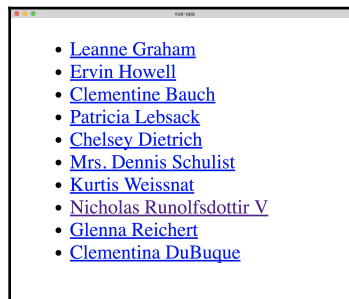 vue-spa
Leanne Graham
Ervin Howell
Clementine Bauch
Patricia Lebsack
Chelsey Dietrich
Mrs. Dennis Schulist
Kurtis Weissnat
Nicholas Runolfsdottir V
Glenna Reichert
Clementina DuBuque